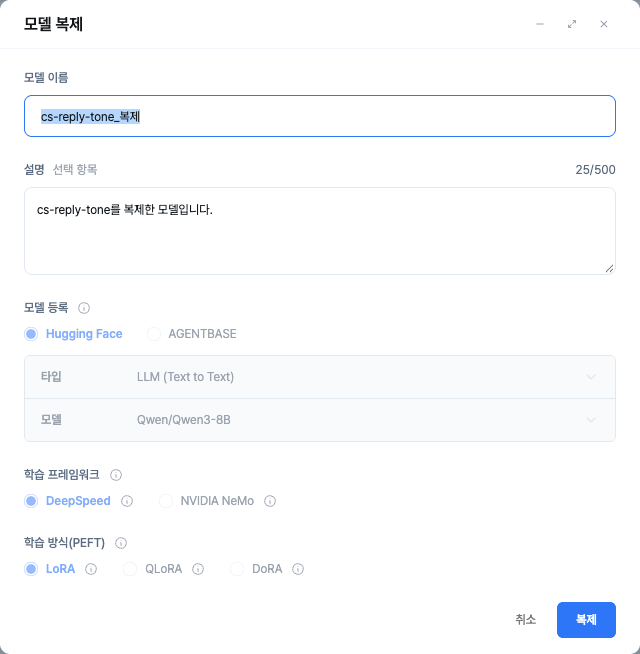 모델 복제
모델 이름
cs-reply-tone_복제
설명 선택 항목 25/500
cs-reply-tone를 복제한 모델입니다.
모델 등록
Hugging Face AGENTBASE
타입 LLM (Text to Text)
모델 Qwen/Qwen3-8B
학습 프레임워크
DeepSpeed NVIDIA NeMo
학습 방식(PEFT)
LoRA QLoRA DoRA
취소 복제